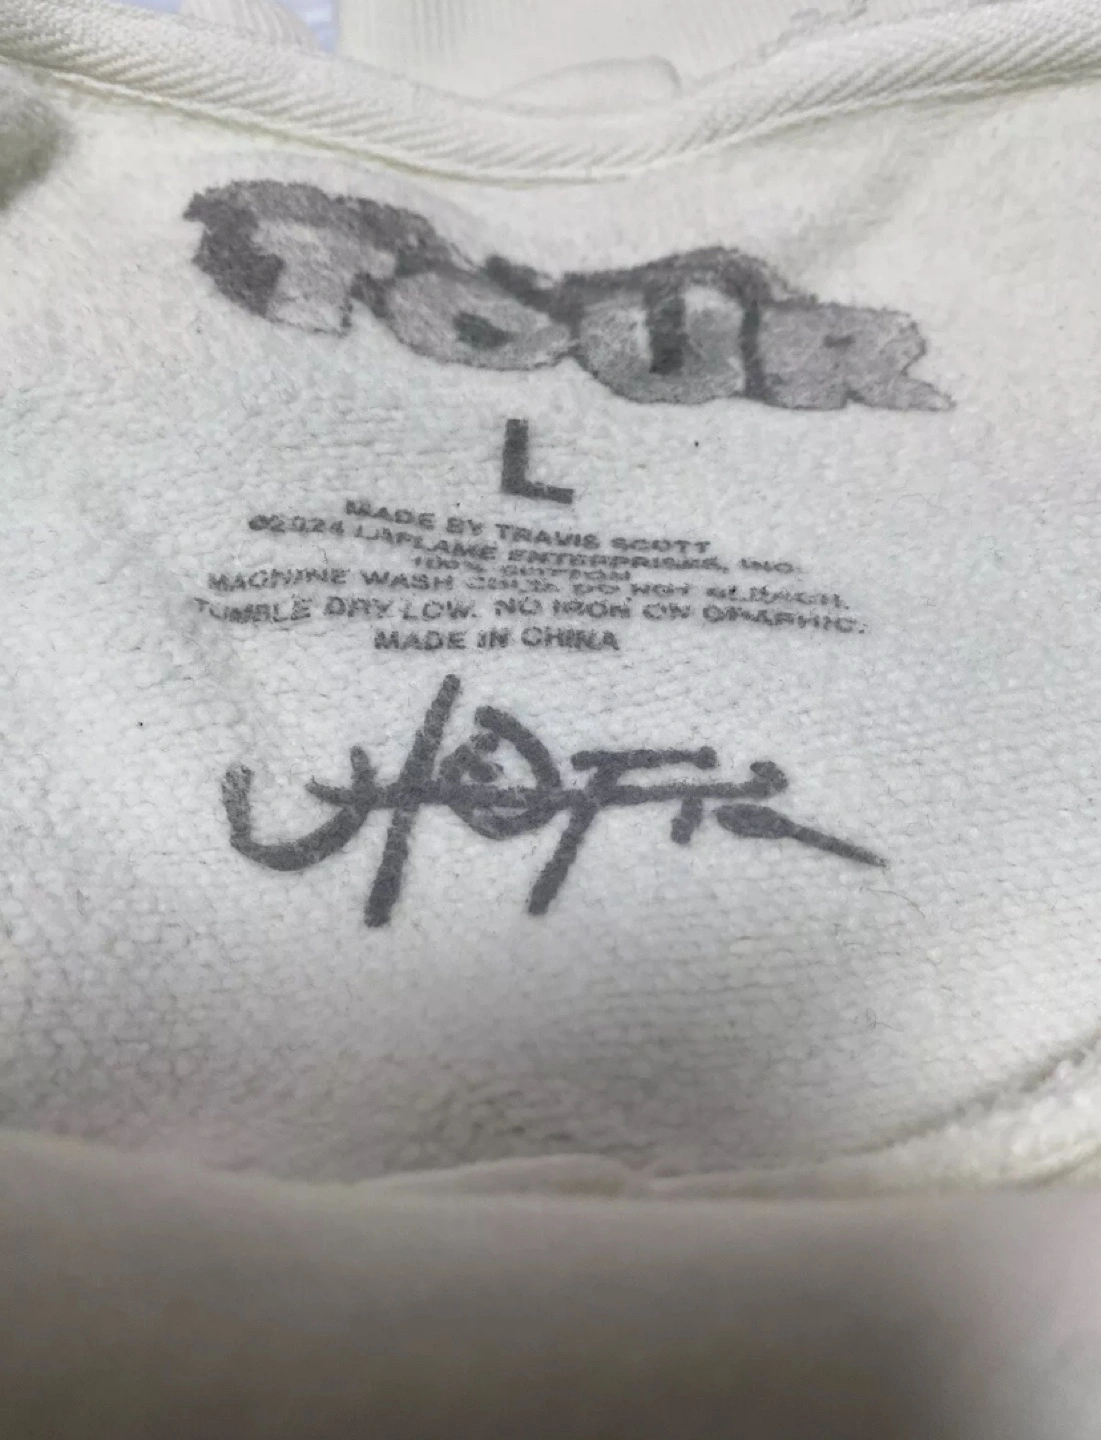 TOUR
L
MADE BY TRAVIS SCOTT
©2024 LAFLAME ENTERPRISES, INC.
100% COTTON
MACHINE WASH COLD. DO NOT BLEACH.
TUMBLE DRY LOW. NO IRON ON GRAPHIC.
MADE IN CHINA
UTOPIA